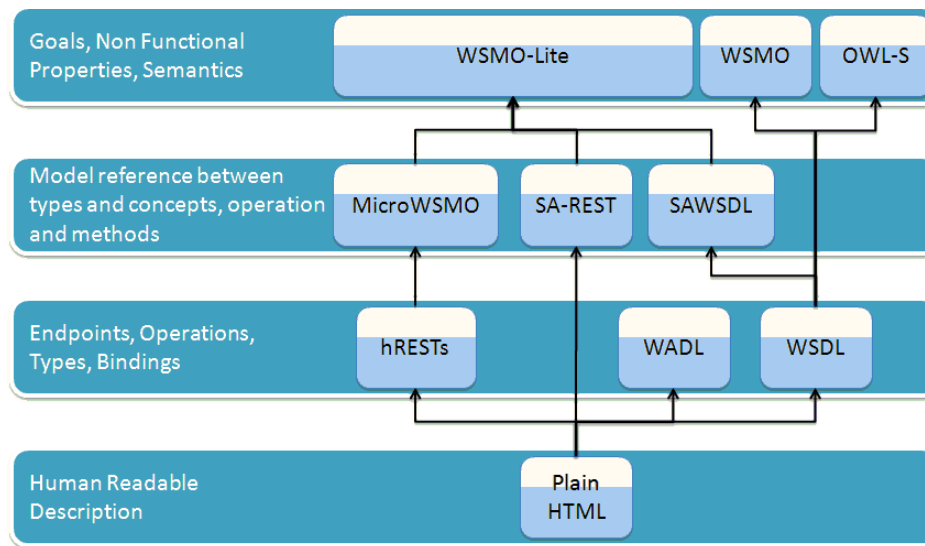 Goals, Non Functional
Properties, Semantics
WSMO-Lite
WSMO
OWL-S
Model reference between
types and concepts, operation
and methods
MicroWSMO
SA-REST
SAWSDL
Endpoints, Operations,
Types, Bindings
hRESTs
WADL
WSDL
Human Readable
Description
Plain
HTML